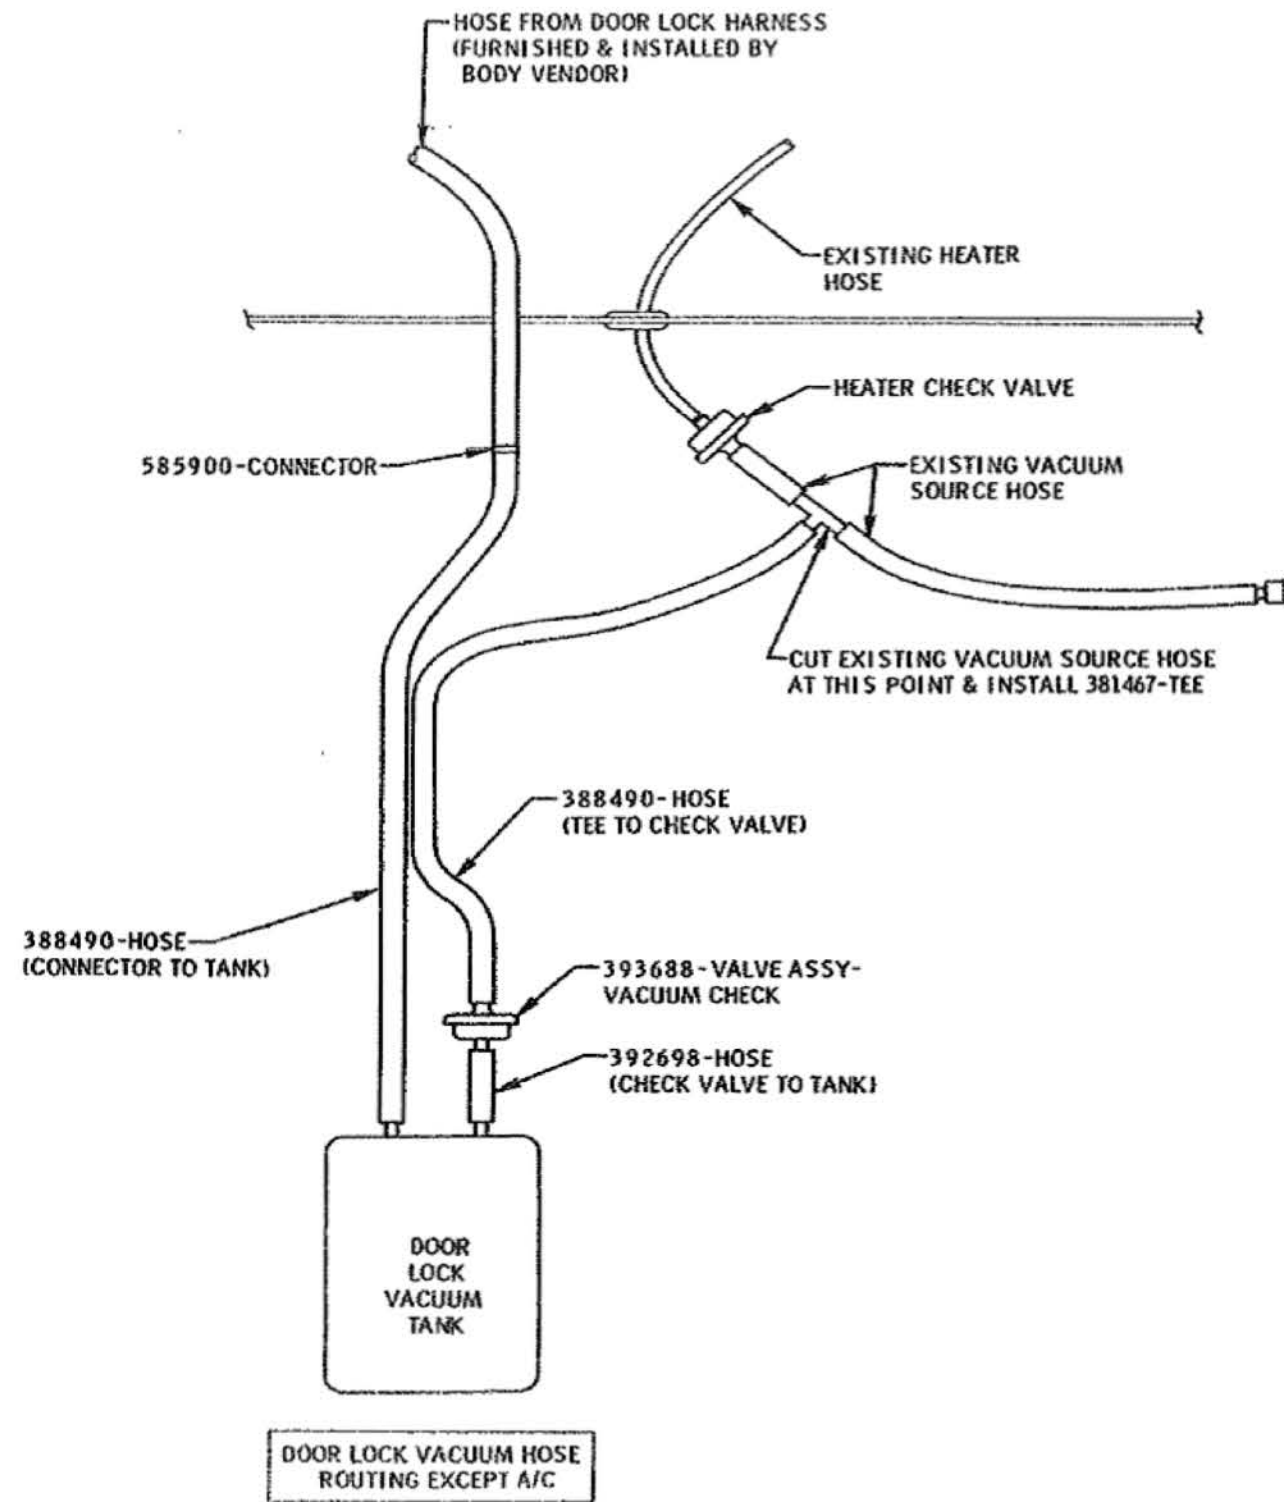 HOSE FROM DOOR LOCK HARNESS
(FURNISHED & INSTALLED BY
BODY VENDOR)
EXISTING HEATER
HOSE
HEATER CHECK VALVE
585900-CONNECTOR
EXISTING VACUUM
SOURCE HOSE
CUT EXISTING VACUUM SOURCE HOSE
AT THIS POINT & INSTALL 381467-TEE
388490-HOSE
(TEE TO CHECK VALVE)
388490-HOSE
(CONNECTOR TO TANK)
393688-VALVE ASSY-
VACUUM CHECK
392698-HOSE
(CHECK VALVE TO TANK)
DOOR
LOCK
VACUUM
TANK
DOOR LOCK VACUUM HOSE
ROUTING EXCEPT A/C